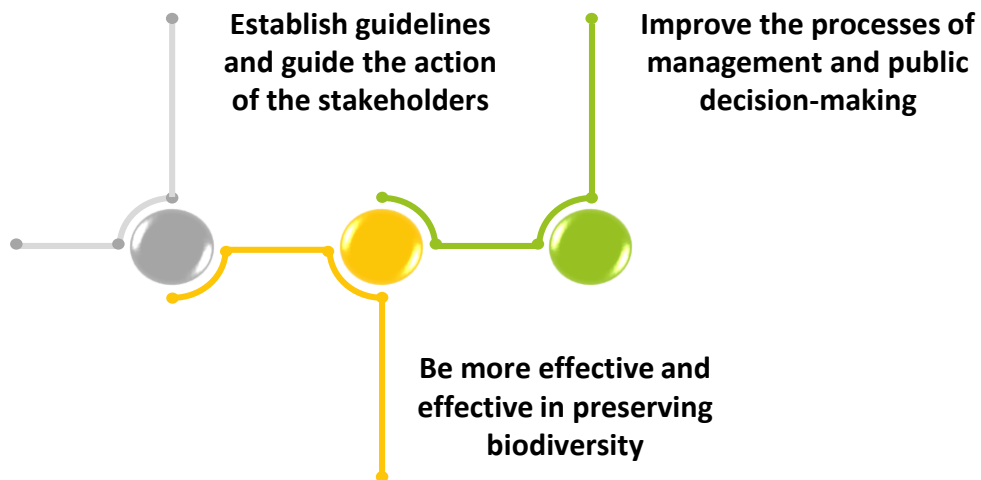 Establish guidelines
and guide the action
of the stakeholders
Improve the processes of
management and public
decision-making
Be more effective and
effective in preserving
biodiversity